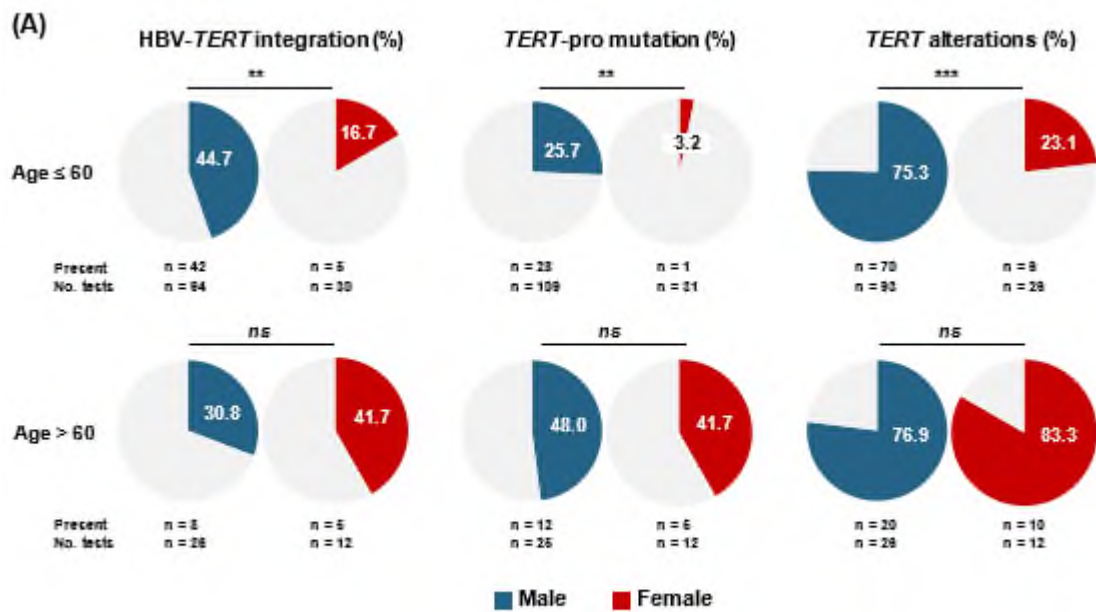 (A)
HBV-TERT integration (%) TERT-pro mutation (%) TERT alterations (%)
** ** ***
Age ≤ 60 44.7 16.7 25.7 3.2 75.3 23.1
Present n = 42 n = 5 n = 28 n = 1 n = 70 n = 6
No. tests n = 94 n = 30 n = 109 n = 31 n = 93 n = 26
ns ns ns
Age > 60 30.8 41.7 48.0 41.7 76.9 83.3
Present n = 8 n = 5 n = 12 n = 5 n = 20 n = 10
No. tests n = 26 n = 12 n = 25 n = 12 n = 26 n = 12
Male Female